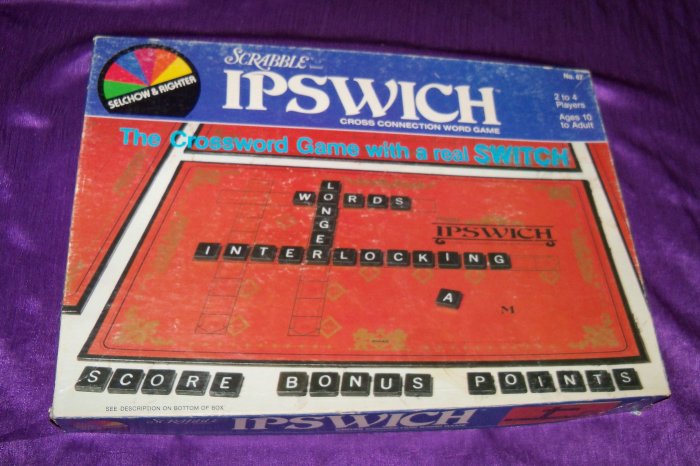 SELCHOW & RIGHTER
SCRABBLE
IPSWICH
CROSS CONNECTION WORD GAME
No. 67
2 to 4
Players
Ages 10
to Adult
The Crossword Game with a real SWITCH
LONGER
WORDS
IPSWICH
INTERLOCKING
A
M
SCORE BONUS POINTS
SEE DESCRIPTION ON BOTTOM OF BOX
SCRABBLE
IPSWICH